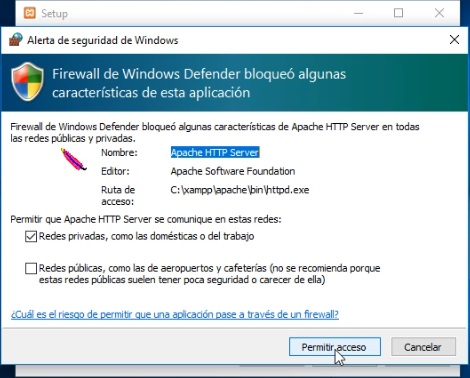 Setup
Alerta de seguridad de Windows
Firewall de Windows Defender bloqueó algunas
características de esta aplicación
Firewall de Windows Defender bloqueó algunas características de Apache HTTP Server en todas
las redes públicas y privadas.
Nombre: Apache HTTP Server
Editor: Apache Software Foundation
Ruta de acceso: C:\xampp\apache\bin\httpd.exe
Permitir que Apache HTTP Server se comunique en estas redes:
Redes privadas, como las domésticas o del trabajo
Redes públicas, como las de aeropuertos y cafeterías (no se recomienda porque
estas redes públicas suelen tener poca seguridad o carecer de ella)
¿Cuál es el riesgo de permitir que una aplicación pase a través de un firewall?
Permitir acceso Cancelar